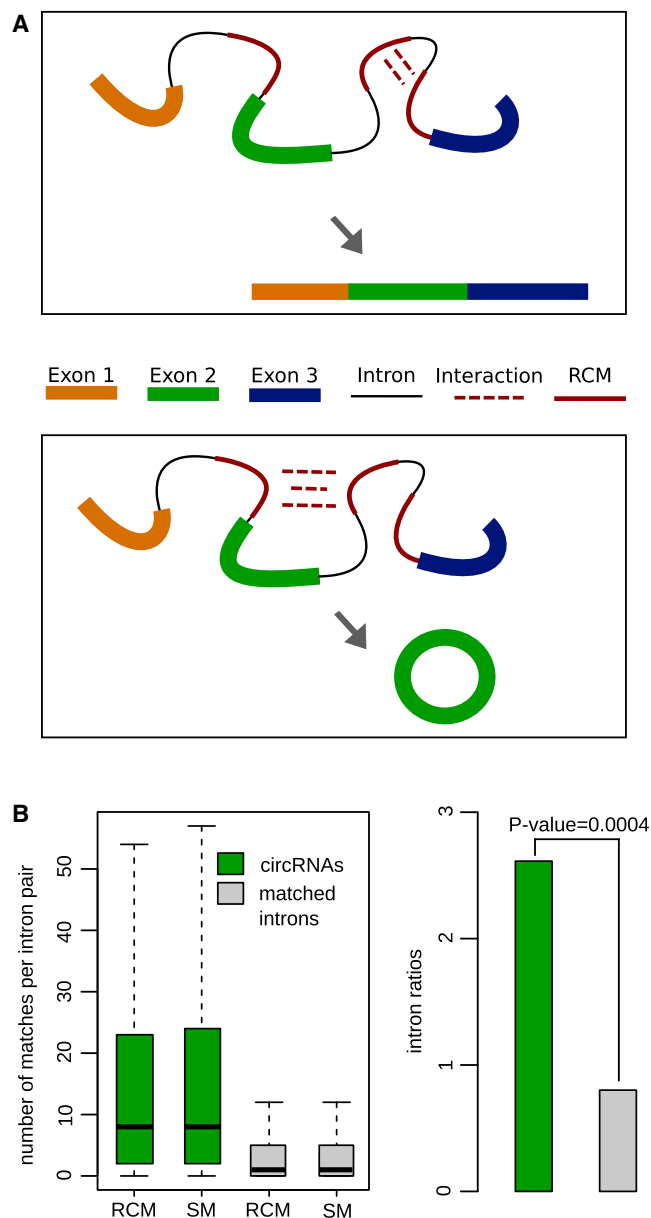 A
Exon 1 Exon 2 Exon 3 Intron Interaction RCM
B
number of matches per intron pair
50
40
30
20
10
0
circRNAs
matched
introns
RCM SM RCM SM
intron ratios
3
2
1
0
P-value=0.0004